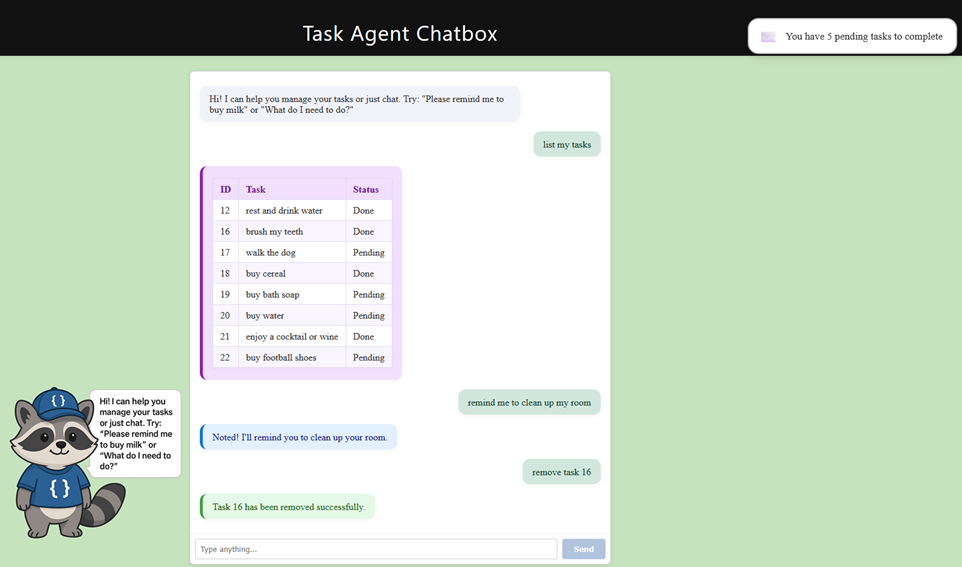 Task Agent Chatbox
You have 5 pending tasks to complete
Hi! I can help you manage your tasks or just chat. Try: “Please remind me to
buy milk” or "What do I need to do?”
list my tasks
ID Task Status
12 rest and drink water Done
16 brush my teeth Done
17 walk the dog Pending
18 buy cereal Done
19 buy bath soap Pending
20 buy water Pending
21 enjoy a cocktail or wine Done
22 buy football shoes Pending
remind me to clean up my room
Noted! I'll remind you to clean up your room.
remove task 16
Task 16 has been removed successfully.
{ }
Hi! I can help you
manage your tasks
or just chat. Try:
“Please remind me
to buy milk” or
“What do I need to
do?”
{ }
Type anything...
Send